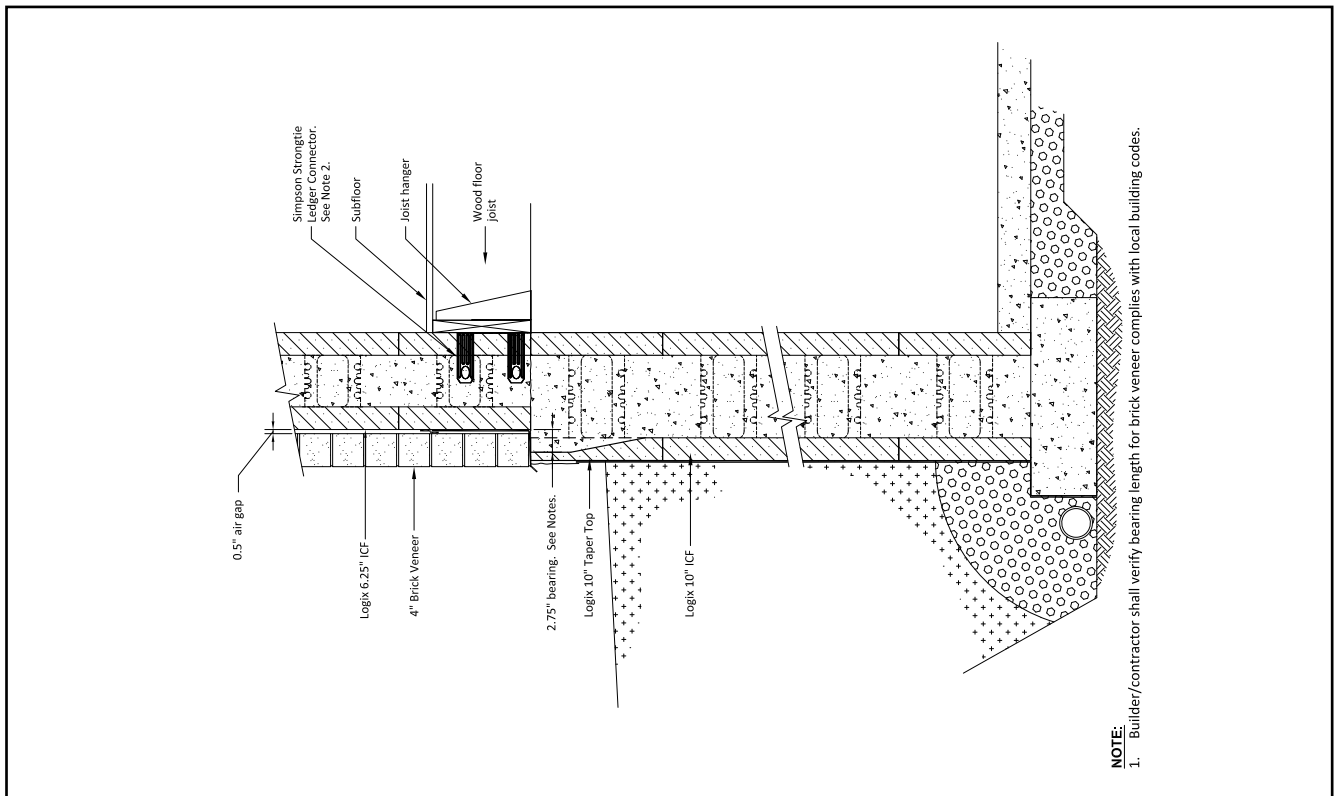 Simpson Strongtie
Ledger Connector.
See Note 2.
Subfloor
Joist hanger
Wood floor
joist
0.5" air gap
Logix 6.25" ICF
4" Brick Veneer
2.75" bearing.  See Notes.
Logix 10" Taper Top
Logix 10" ICF
NOTE:
1. Builder/contractor shall verify bearing length for brick veneer complies with local building codes.